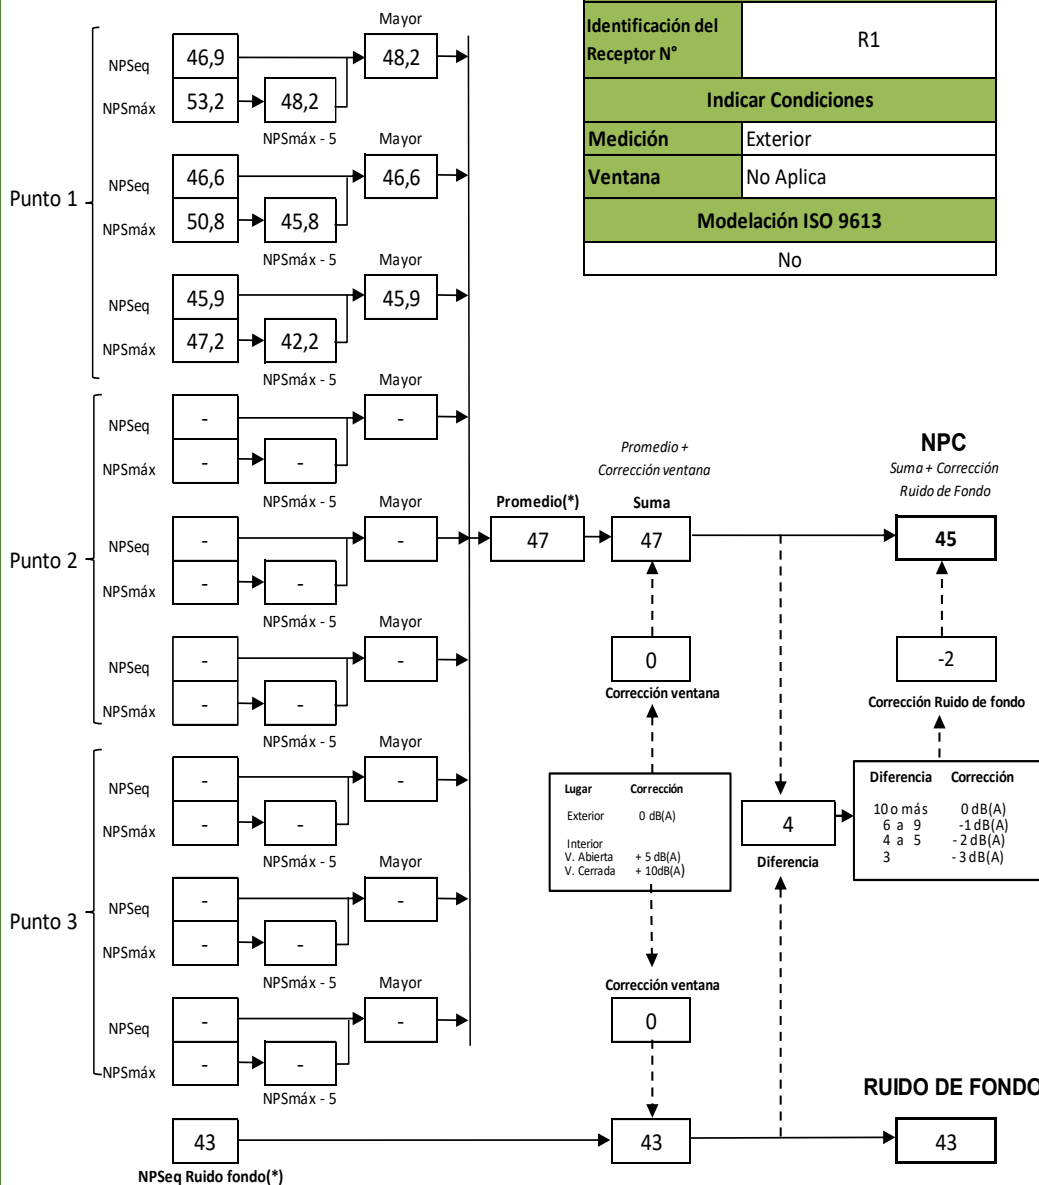 Mayor
NPSeq 46,9 48,2
NPSmáx 53,2 48,2
NPSmáx - 5 Mayor
Punto 1
NPSeq 46,6 46,6
NPSmáx 50,8 45,8
NPSmáx - 5 Mayor
NPSeq 45,9 45,9
NPSmáx 47,2 42,2
NPSmáx - 5 Mayor
NPSeq - -
NPSmáx - -
NPSmáx - 5 Mayor
Punto 2
NPSeq - -
NPSmáx - -
NPSmáx - 5 Mayor
NPSeq - -
NPSmáx - -
NPSmáx - 5 Mayor
NPSeq - -
NPSmáx - -
NPSmáx - 5 Mayor
Punto 3
NPSeq - -
NPSmáx - -
NPSmáx - 5 Mayor
NPSeq - -
NPSmáx - -
NPSmáx - 5
43
NPSeq Ruido fondo(*)
Identificación del
Receptor N° R1
Indicar Condiciones
Medición Exterior
Ventana No Aplica
Modelación ISO 9613
No
Promedio(*)
47
Promedio +
Corrección ventana
Suma
47
0
Corrección ventana
Lugar Corrección
Exterior 0 dB(A)
Interior
V. Abierta + 5 dB(A)
V. Cerrada + 10dB(A)
Corrección ventana
0
43
4
Diferencia
NPC
Suma + Corrección
Ruido de Fondo
45
-2
Corrección Ruido de fondo
Diferencia Corrección
10 o más 0 dB(A)
6 a 9 -1 dB(A)
4 a 5 - 2 dB(A)
3 - 3 dB(A)
RUIDO DE FONDO
43